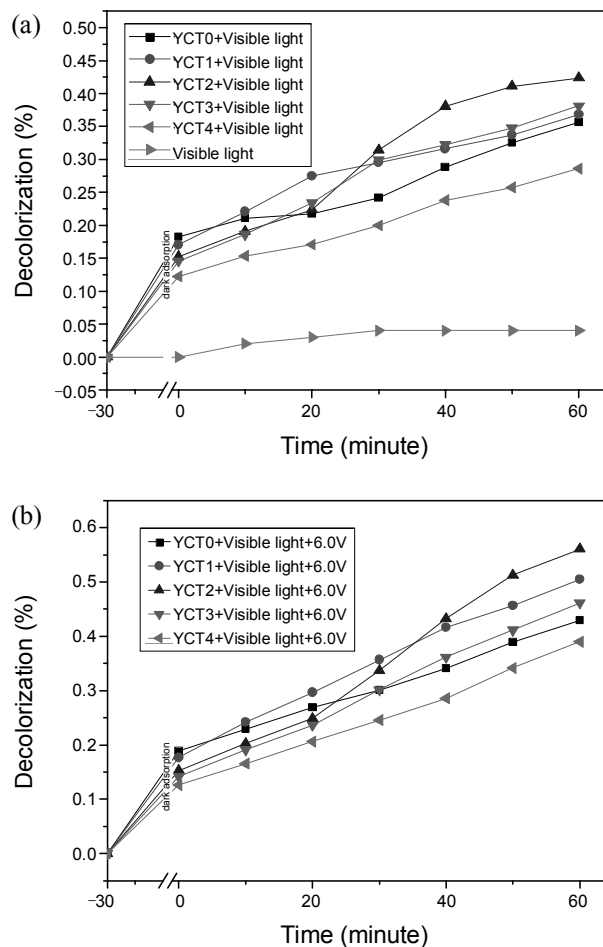 (a)
0.50
0.45
0.40
0.35
0.30
0.25
0.20
0.15
0.10
0.05
0.00
−0.05
Decolorization (%)
YCT0+Visible light
YCT1+Visible light
YCT2+Visible light
YCT3+Visible light
YCT4+Visible light
Visible light
dark adsorption
−30 0 20 40 60
Time (minute)
(b)
0.6
0.5
0.4
0.3
0.2
0.1
0.0
Decolorization (%)
YCT0+Visible light+6.0V
YCT1+Visible light+6.0V
YCT2+Visible light+6.0V
YCT3+Visible light+6.0V
YCT4+Visible light+6.0V
dark adsorption
−30 0 20 40 60
Time (minute)